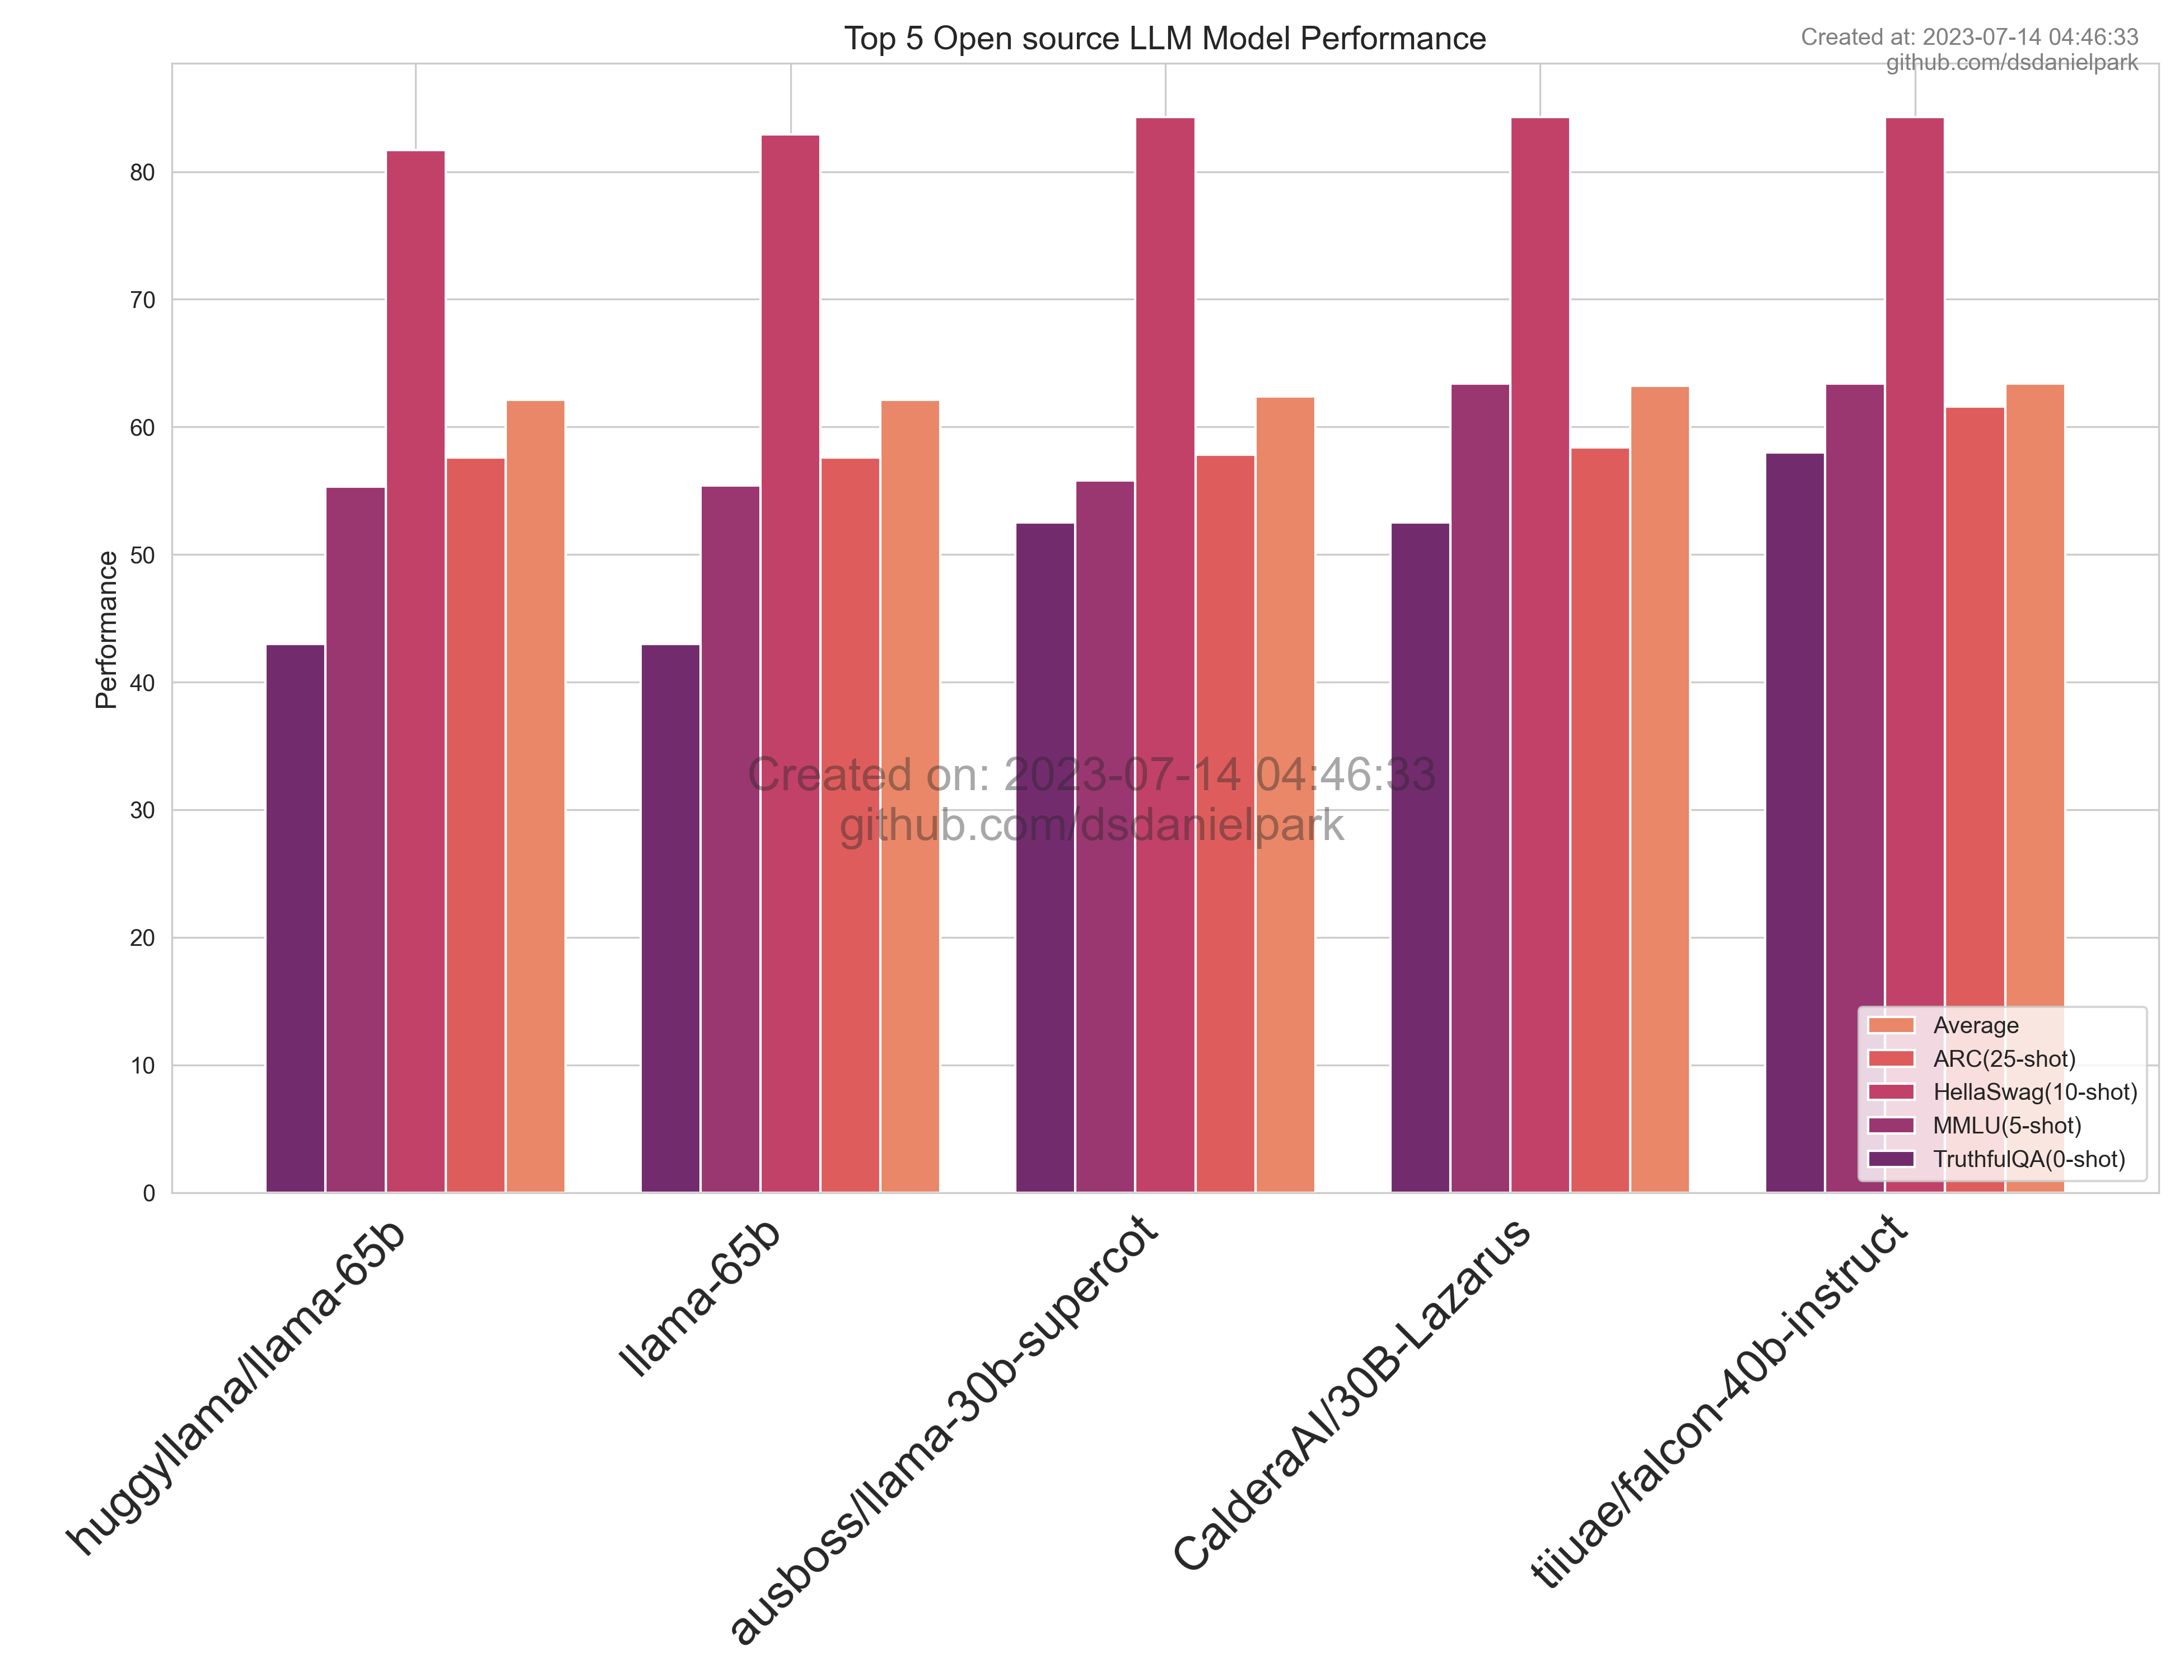 Top 5 Open source LLM Model Performance
Created at: 2023-07-14 04:46:33
github.com/dsdanielpark
80
70
60
50
40
30
20
10
0
Performance
Created on: 2023-07-14 04:46:33
github.com/dsdanielpark
Average
ARC(25-shot)
HellaSwag(10-shot)
MMLU(5-shot)
TruthfulQA(0-shot)
huggyllama/llama-65b
llama-65b
ausboss/llama-30b-supercot
CalderaAI/30B-Lazarus
tiiuae/falcon-40b-instruct